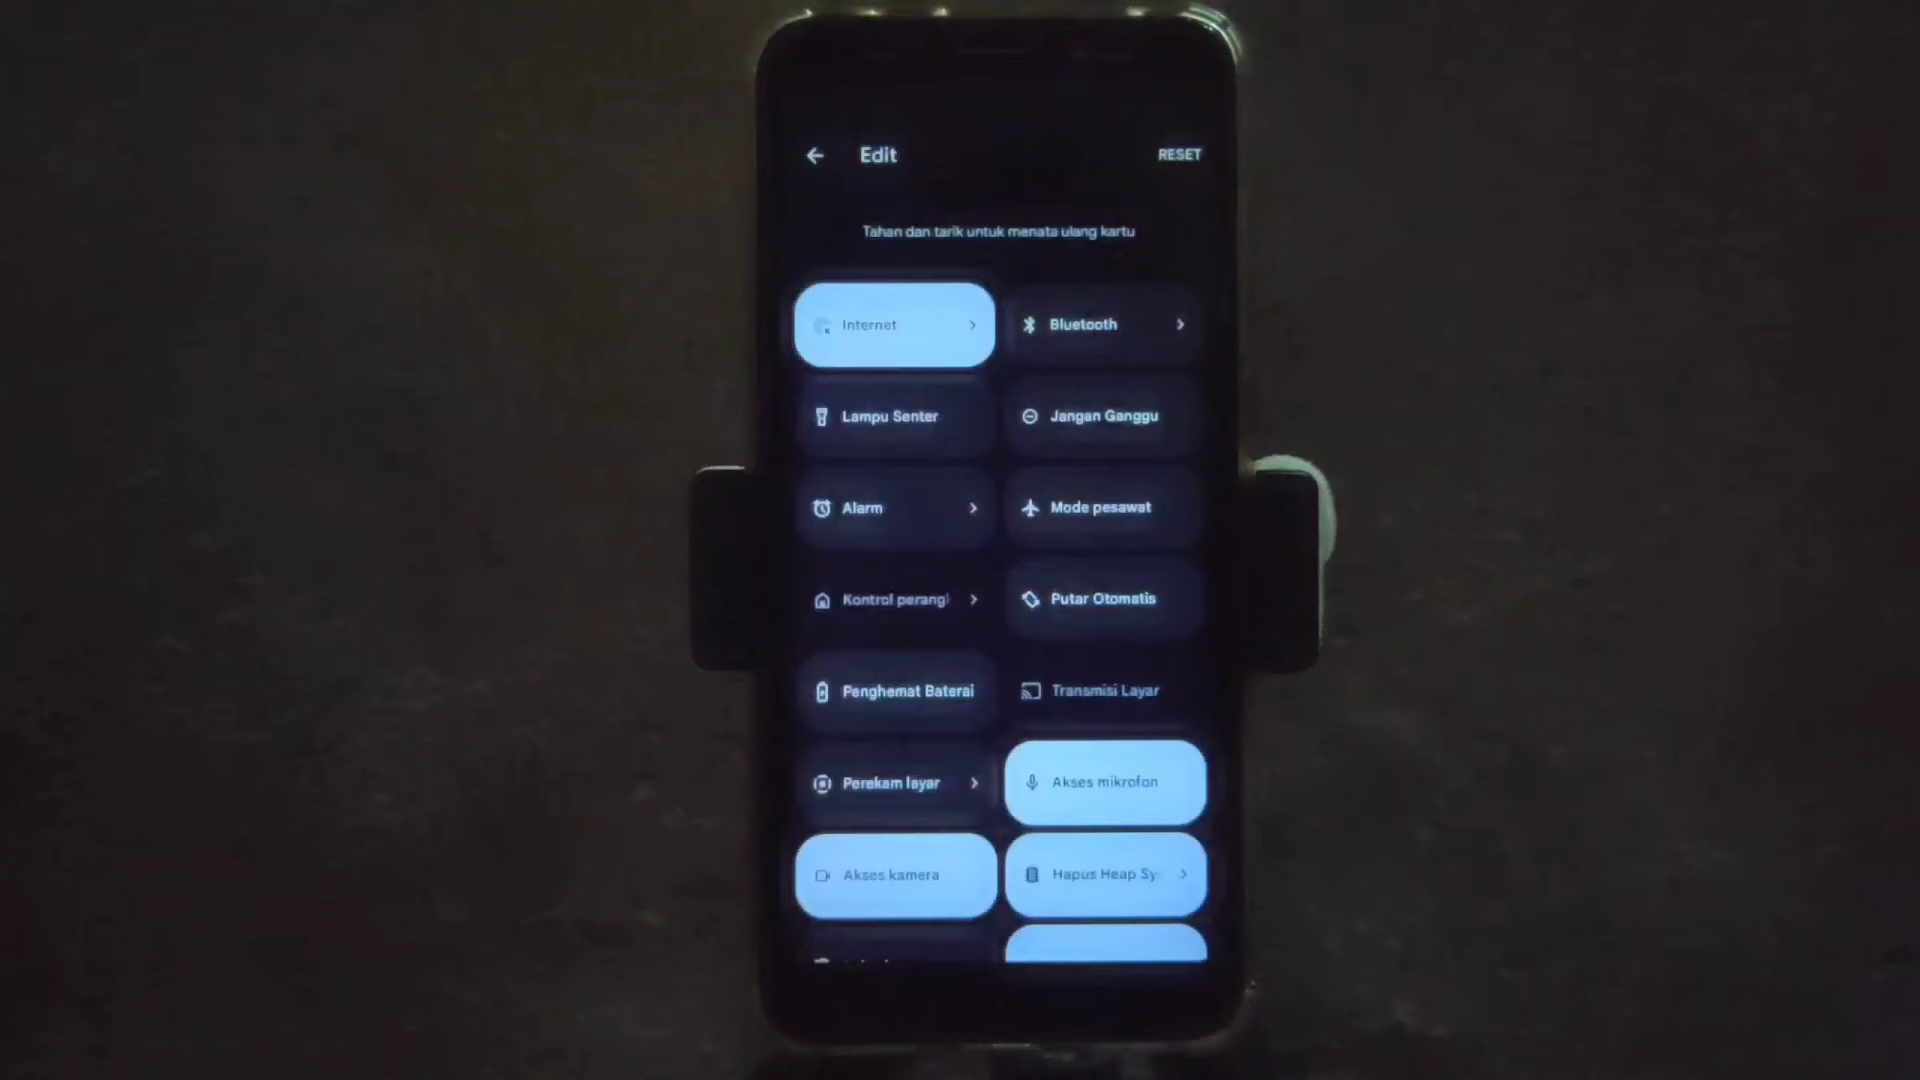 Edit
RESET
Tahan dan tarik untuk menata ulang kartu
Internet
Bluetooth
Lampu Senter
Jangan Ganggu
Alarm
Mode pesawat
Kontrol perangl
Putar Otomatis
Penghemat Baterai
Transmisi Layar
Perekam layar
Akses mikrofon
Akses kamera
Hapus Heap Sy